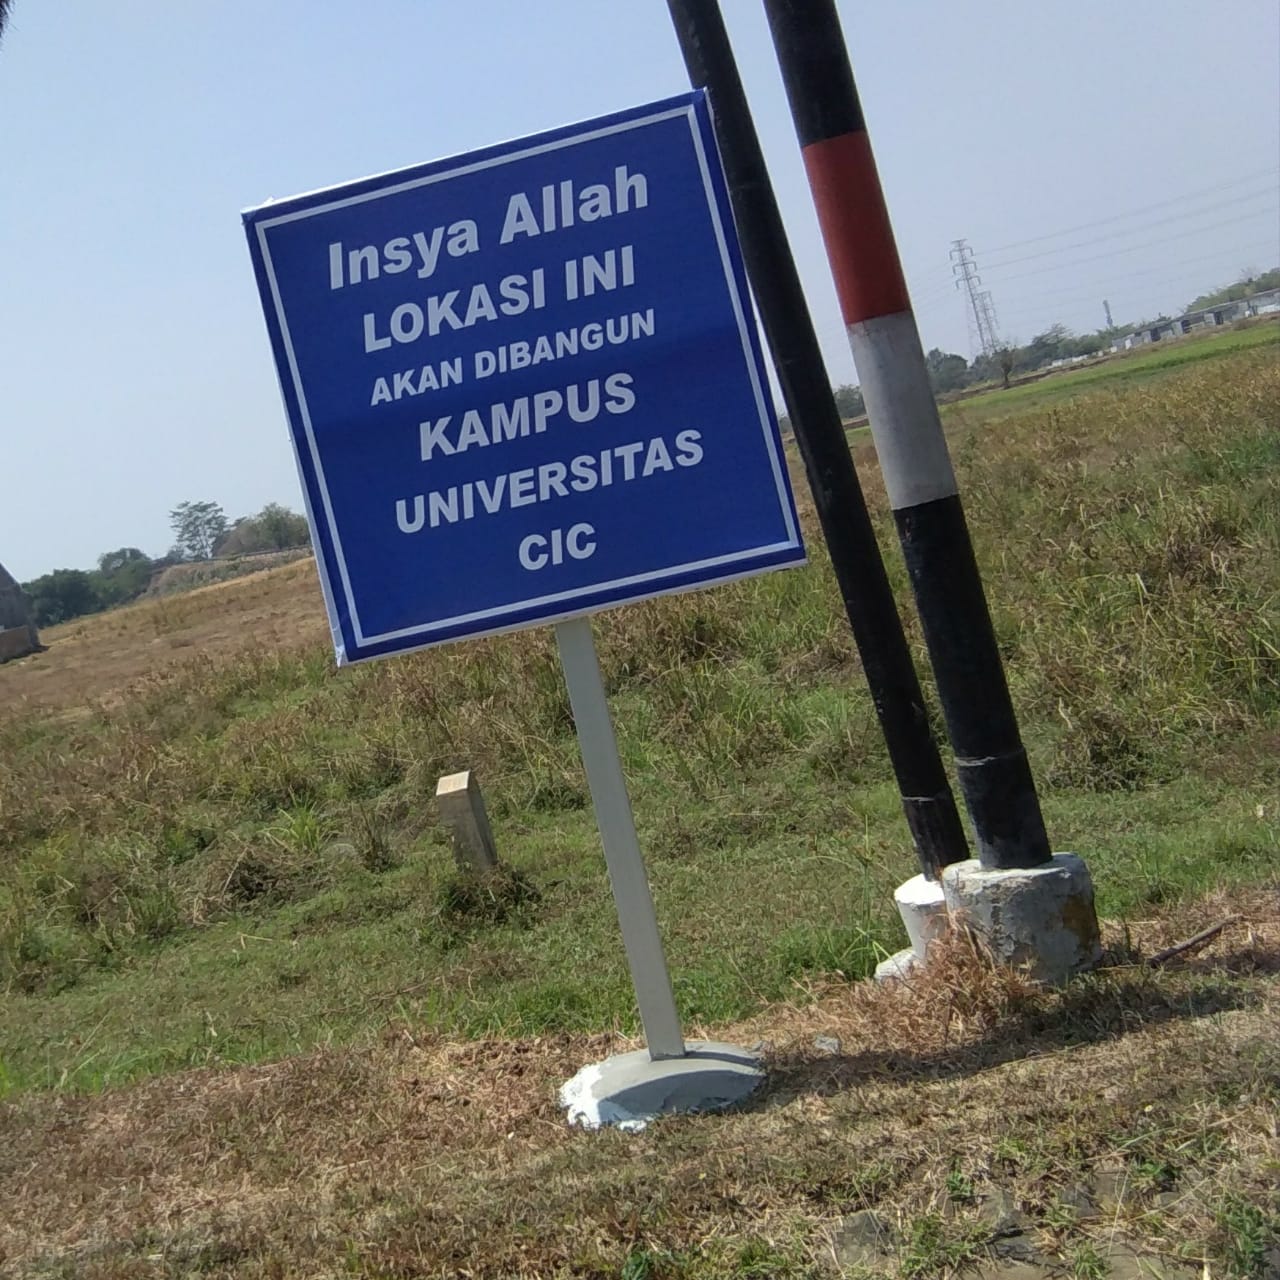 Insya Allah
LOKASI INI
AKAN DIBANGUN
KAMPUS
UNIVERSITAS
CIC